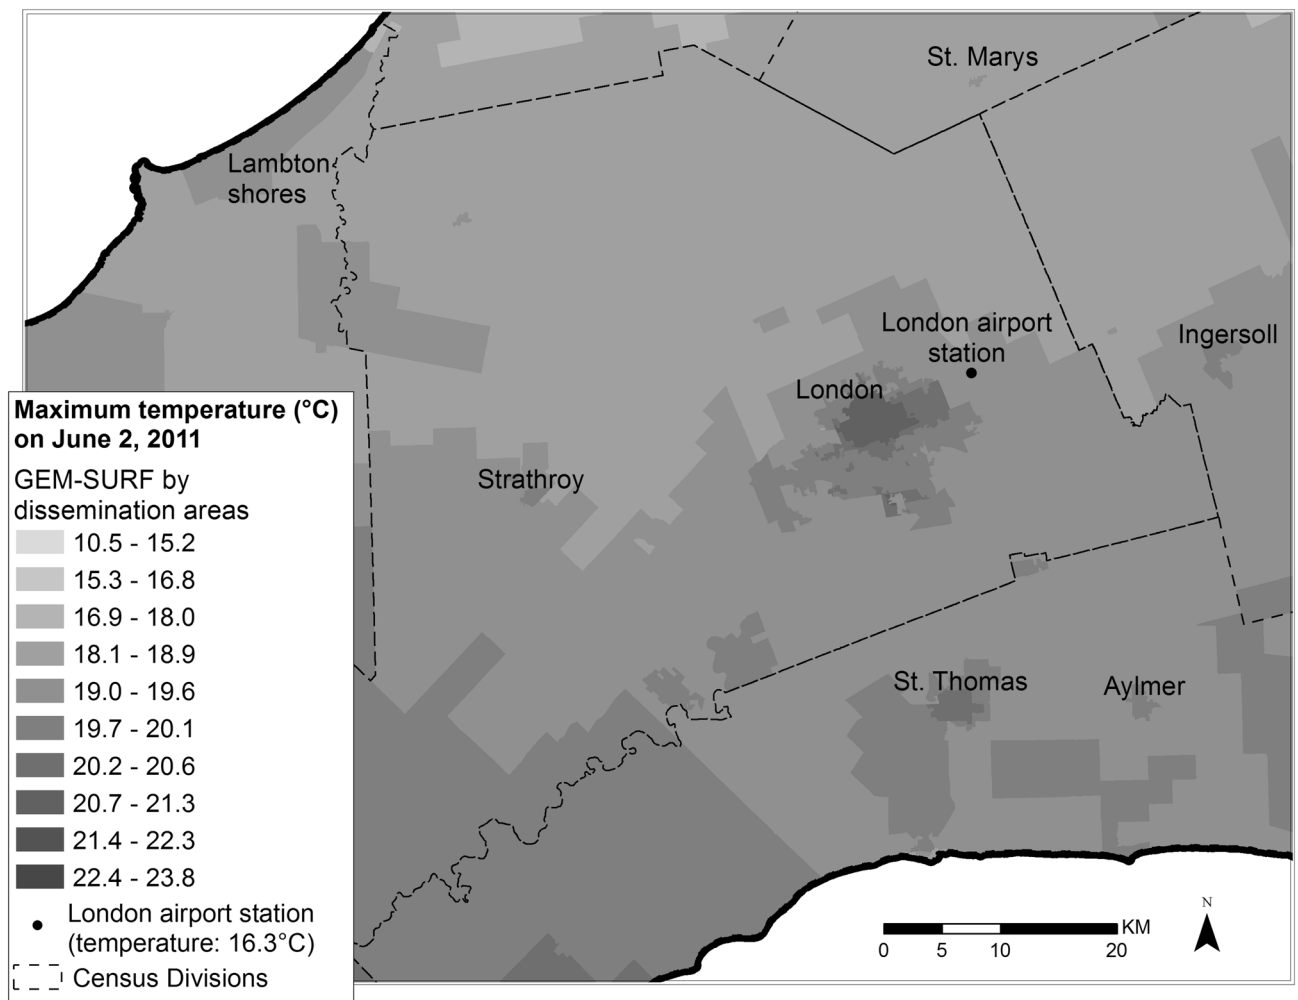 St. Marys
Lambton
shores
London airport
station
Ingersoll
London
Strathroy
St. Thomas
Aylmer
Maximum temperature (°C)
on June 2, 2011
GEM-SURF by
dissemination areas
10.5 - 15.2
15.3 - 16.8
16.9 - 18.0
18.1 - 18.9
19.0 - 19.6
19.7 - 20.1
20.2 - 20.6
20.7 - 21.3
21.4 - 22.3
22.4 - 23.8
London airport station
(temperature: 16.3°C)
Census Divisions
KM
0 5 10 20
N